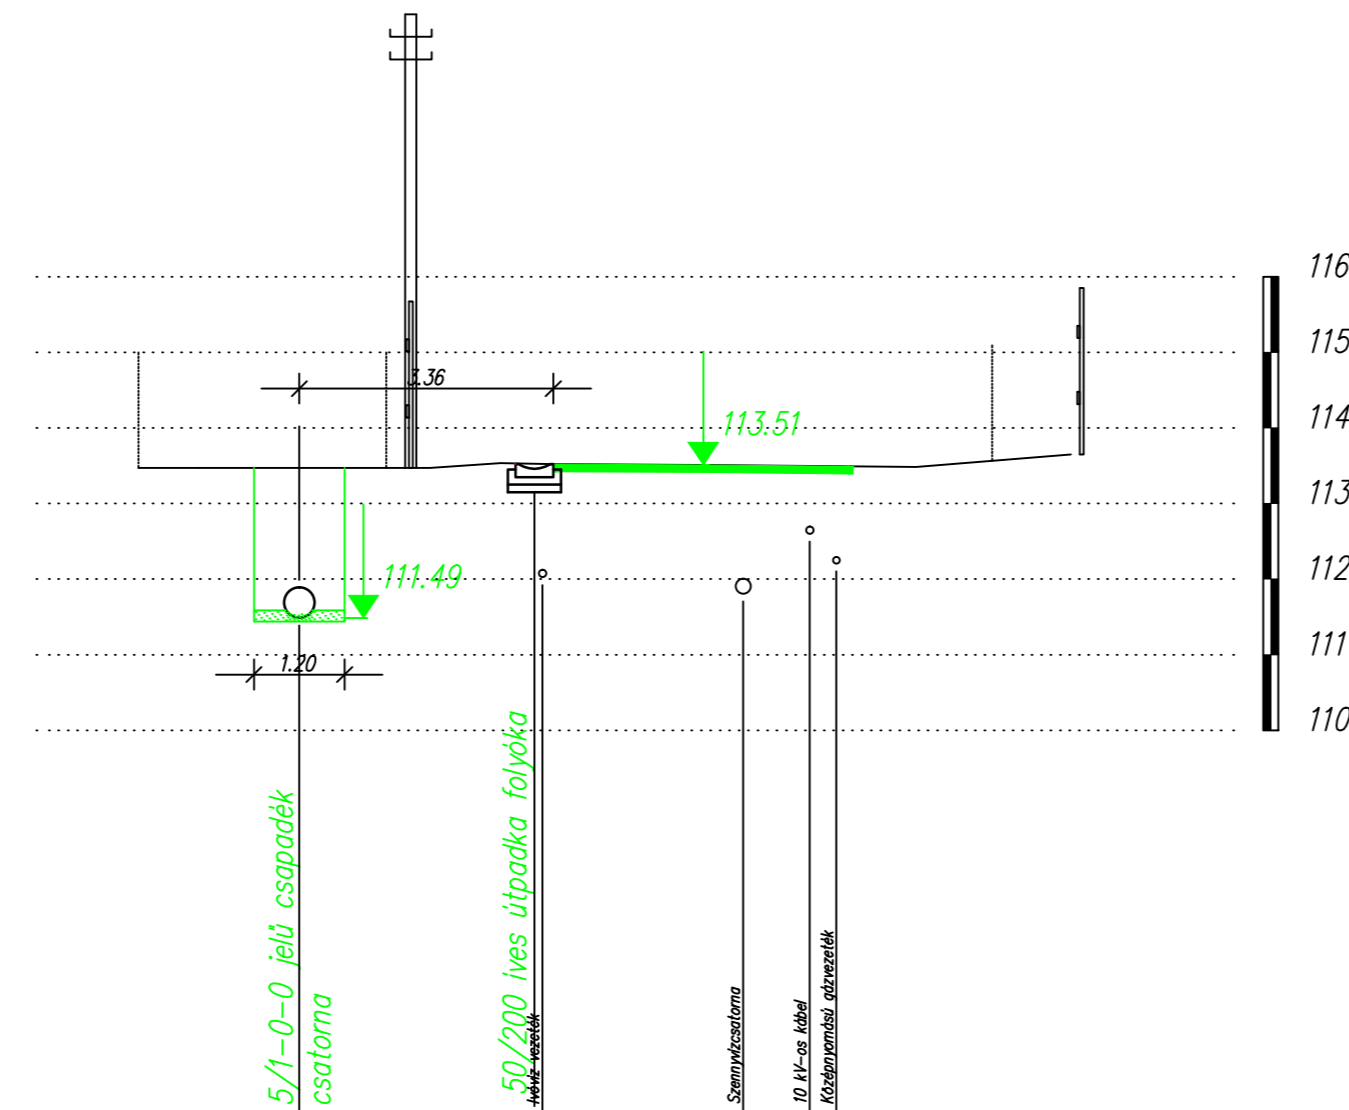 116
115
3.36
114
113.51
113
112
111.49
111
1.20
110
5/1-0-0 jelű csapadék
csatorna
50/200 íves útpadka folyóka
Ivóvíz vezeték
Szennyvízcsatorna
10 kV-os kábel
Középnyomású gázvezeték